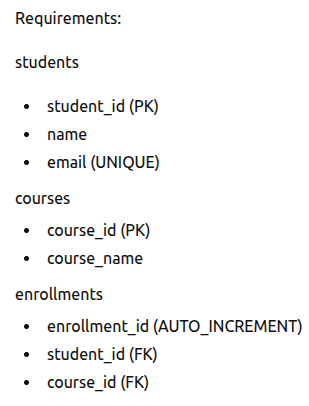 Requirements:
students
• student_id (PK)
• name
• email (UNIQUE)
courses
• course_id (PK)
• course_name
enrollments
• enrollment_id (AUTO_INCREMENT)
• student_id (FK)
• course_id (FK)